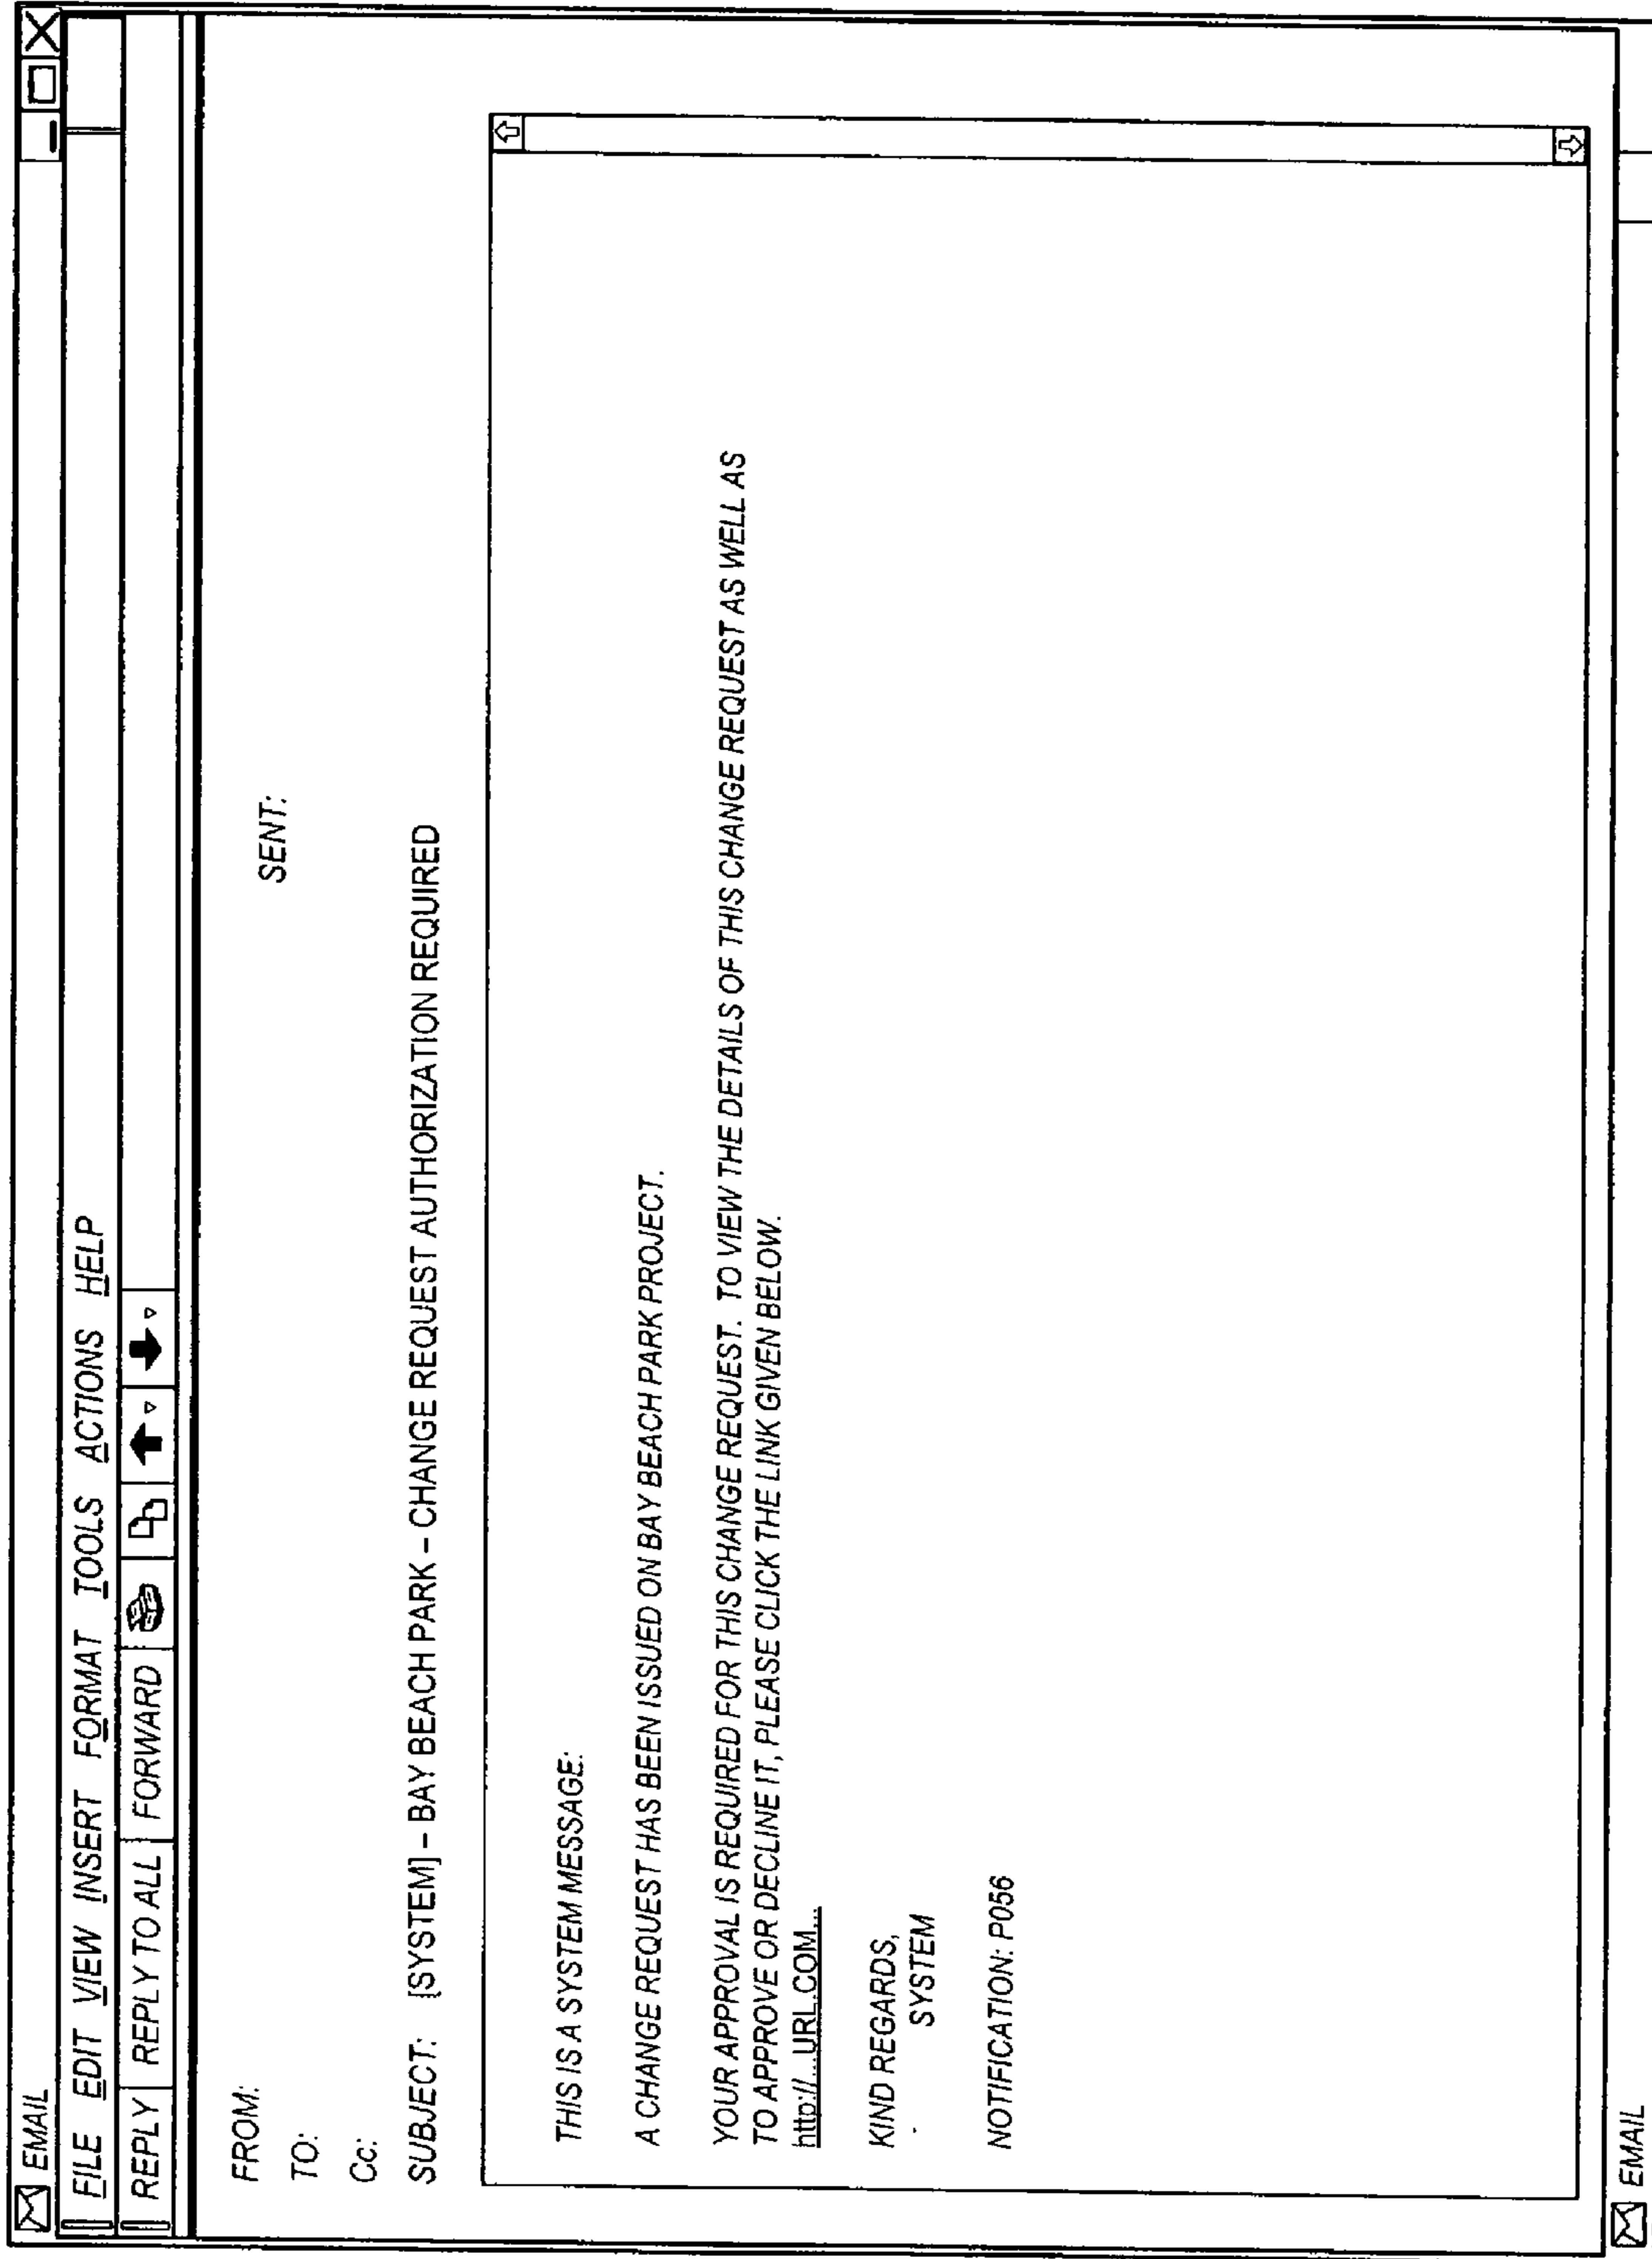 EMAIL
FILE EDIT VIEW INSERT FORMAT TOOLS ACTIONS HELP
REPLY REPLY TO ALL FORWARD
FROM:
SENT:
TO:
Cc:
SUBJECT: [SYSTEM] – BAY BEACH PARK – CHANGE REQUEST AUTHORIZATION REQUIRED
THIS IS A SYSTEM MESSAGE:
A CHANGE REQUEST HAS BEEN ISSUED ON BAY BEACH PARK PROJECT.
YOUR APPROVAL IS REQUIRED FOR THIS CHANGE REQUEST. TO VIEW THE DETAILS OF THIS CHANGE REQUEST AS WELL AS
TO APPROVE OR DECLINE IT, PLEASE CLICK THE LINK GIVEN BELOW.
http://...URL.COM...
KIND REGARDS,
SYSTEM
NOTIFICATION: P056
EMAIL